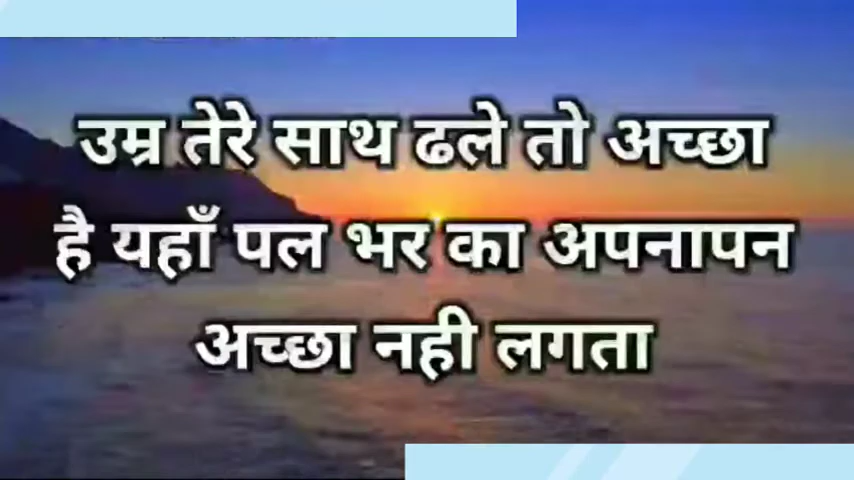 उम्र तेरे साथ ढले तो अच्छा
है यहाँ पल भर का अपनापन
अच्छा नही लगता